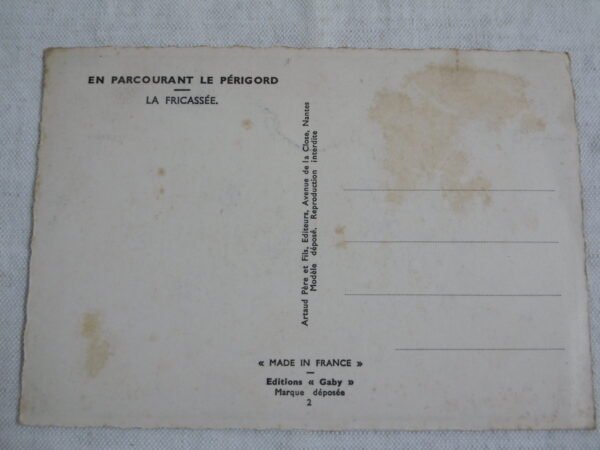 EN PARCOURANT LE PÉRIGORD
LA FRICASSÉE.
Artaud Père et Fils, Editeurs, Avenue de la Close, Nantes
Modèle déposé. Reproduction interdite
« MADE IN FRANCE »
Editions « Gaby »
Marque déposée
2